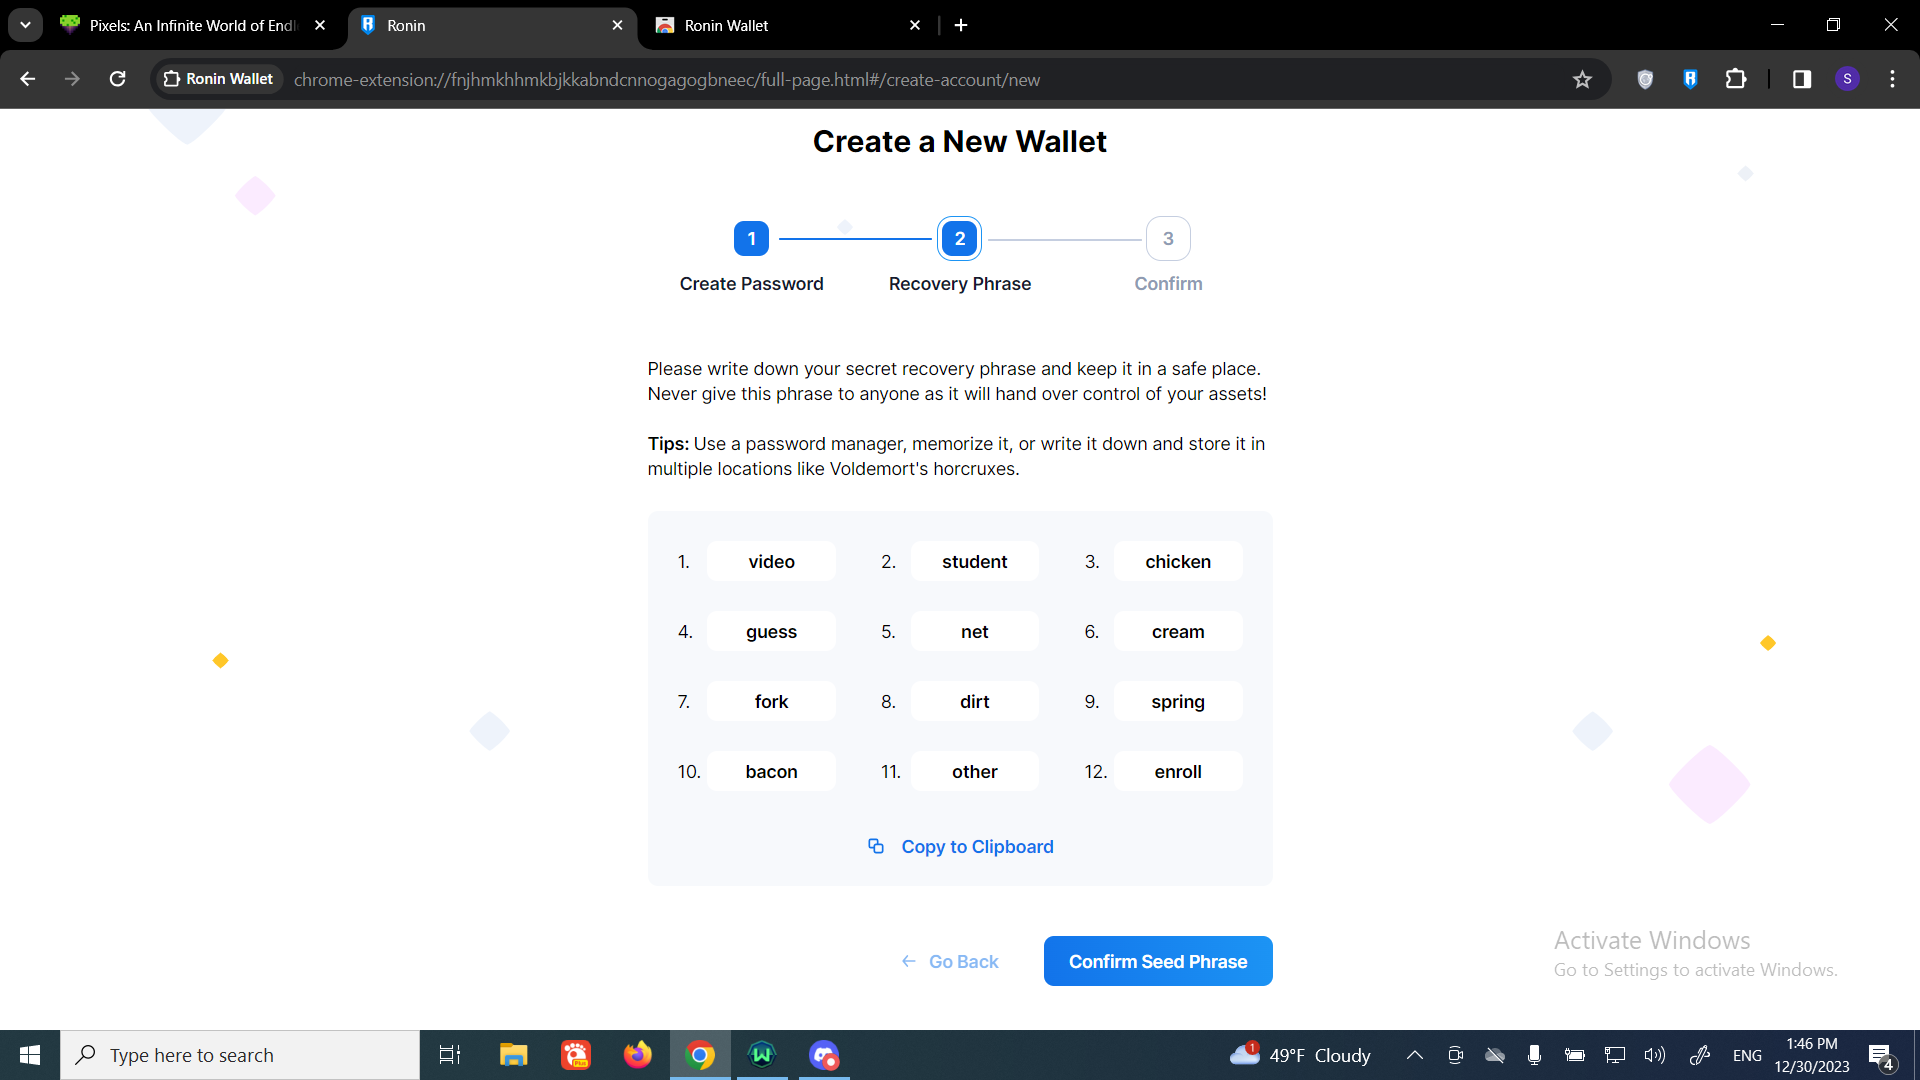 Pixels: An Infinite World of Endl
Ronin
Ronin Wallet
Ronin Wallet
chrome-extension://fnjhmkhhmkbjkkabndcnnogagogbneec/full-page.html#/create-account/new
S
Create a New Wallet
1
2
3
Create Password
Recovery Phrase
Confirm
Please write down your secret recovery phrase and keep it in a safe place.
Never give this phrase to anyone as it will hand over control of your assets!
Tips: Use a password manager, memorize it, or write it down and store it in
multiple locations like Voldemort's horcruxes.
1. video 2. student 3. chicken
4. guess 5. net 6. cream
7. fork 8. dirt 9. spring
10. bacon 11. other 12. enroll
Copy to Clipboard
Go Back
Confirm Seed Phrase
Activate Windows
Go to Settings to activate Windows.
Type here to search
Plus
1
49°F Cloudy
ENG
1:46 PM
12/30/2023
4